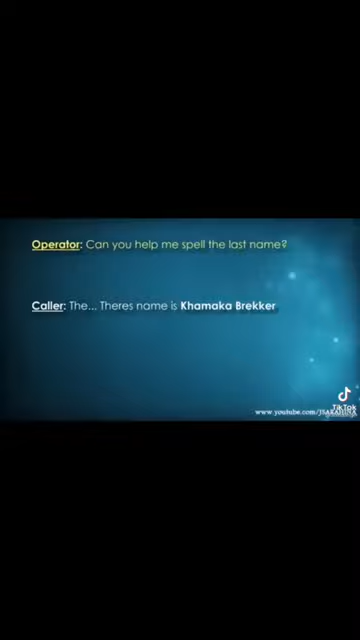 Operator: Can you help me spell the last name?
Caller: The... Theres name is Khamaka Brekker
TikTok